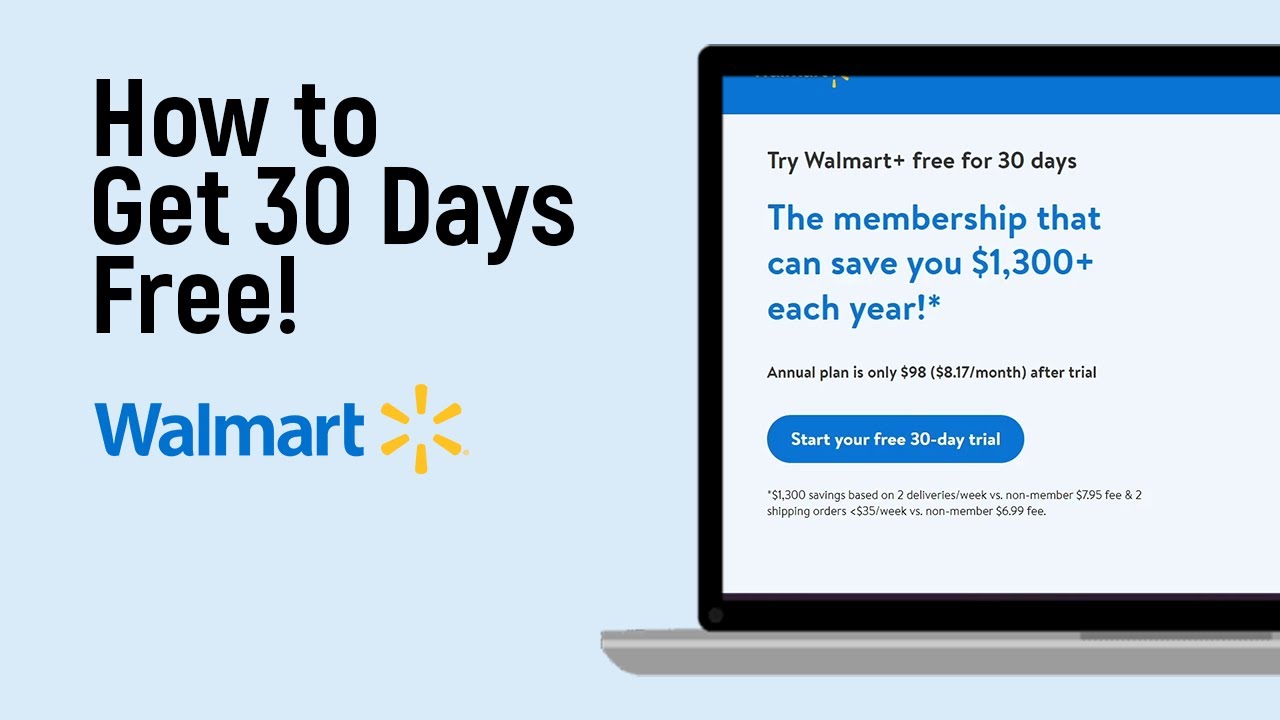 How to
Get 30 Days
Free!
Walmart
Try Walmart+ free for 30 days
The membership that
can save you $1,300+
each year!*
Annual plan is only $98 ($8.17/month) after trial
Start your free 30-day trial
*$1,300 savings based on 2 deliveries/week vs. non-member $7.95 fee & 2
shipping orders <$35/week vs. non-member $6.99 fee.